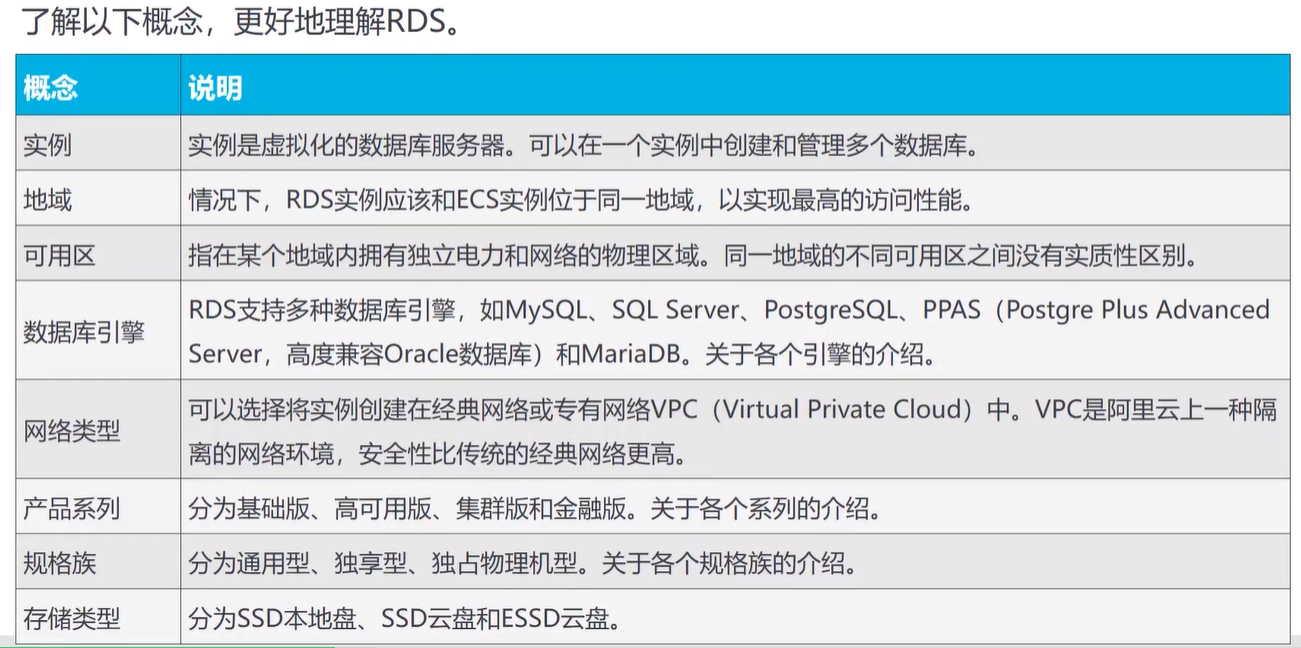 了解以下概念，更好地理解RDS。
概念 说明
实例 实例是虚拟化的数据库服务器。可以在一个实例中创建和管理多个数据库。
地域 情况下，RDS实例应该和ECS实例位于同一地域，以实现最高的访问性能。
可用区 指在某个地域内拥有独立电力和网络的物理区域。同一地域的不同可用区之间没有实质性区别。
数据库引擎 RDS支持多种数据库引擎，如MySQL、SQL Server、PostgreSQL、PPAS（Postgre Plus Advanced
Server，高度兼容Oracle数据库）和MariaDB。关于各个引擎的介绍。
网络类型 可以选择将实例创建在经典网络或专有网络VPC（Virtual Private Cloud）中。VPC是阿里云上一种隔
离的网络环境，安全性比传统的经典网络更高。
产品系列 分为基础版、高可用版、集群版和金融版。关于各个系列的介绍。
规格族 分为通用型、独享型、独占物理机型。关于各个规格族的介绍。
存储类型 分为SSD本地盘、SSD云盘和ESSD云盘。